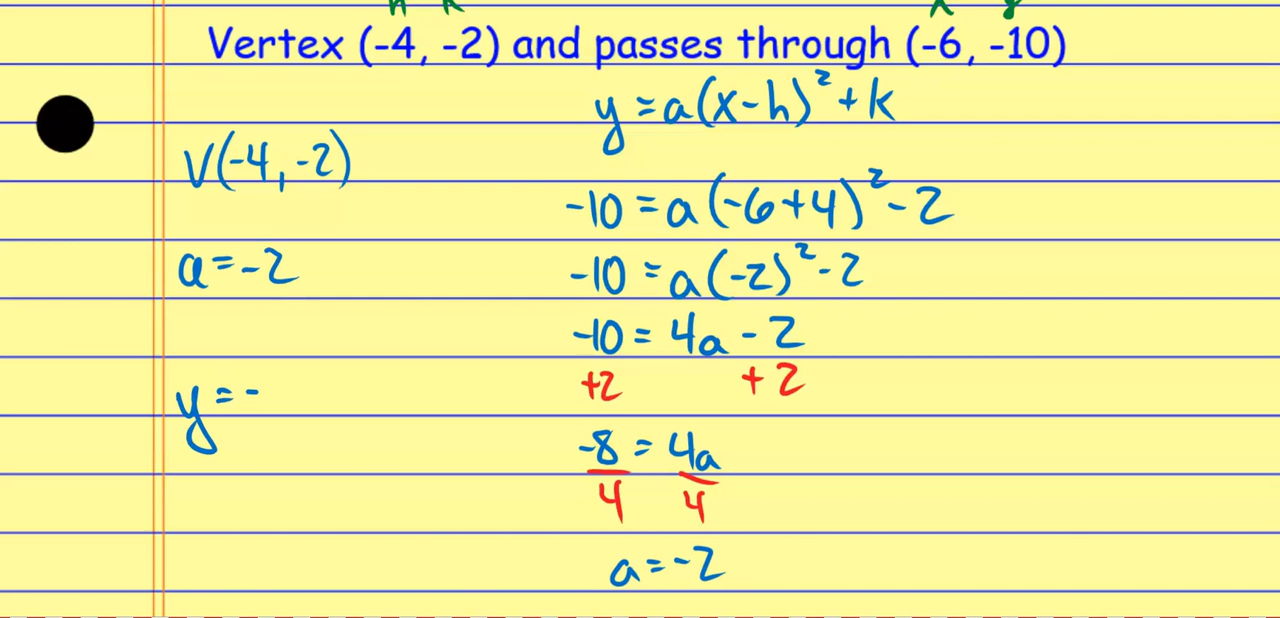 h k x y
Vertex (-4, -2) and passes through (-6, -10)
y = a(x-h)² + k
V(-4, -2)
-10 = a(-6+4)² - 2
a = -2
-10 = a(-2)² - 2
-10 = 4a - 2
+2 +2
y = -
-8 = 4a
4 4
a = -2